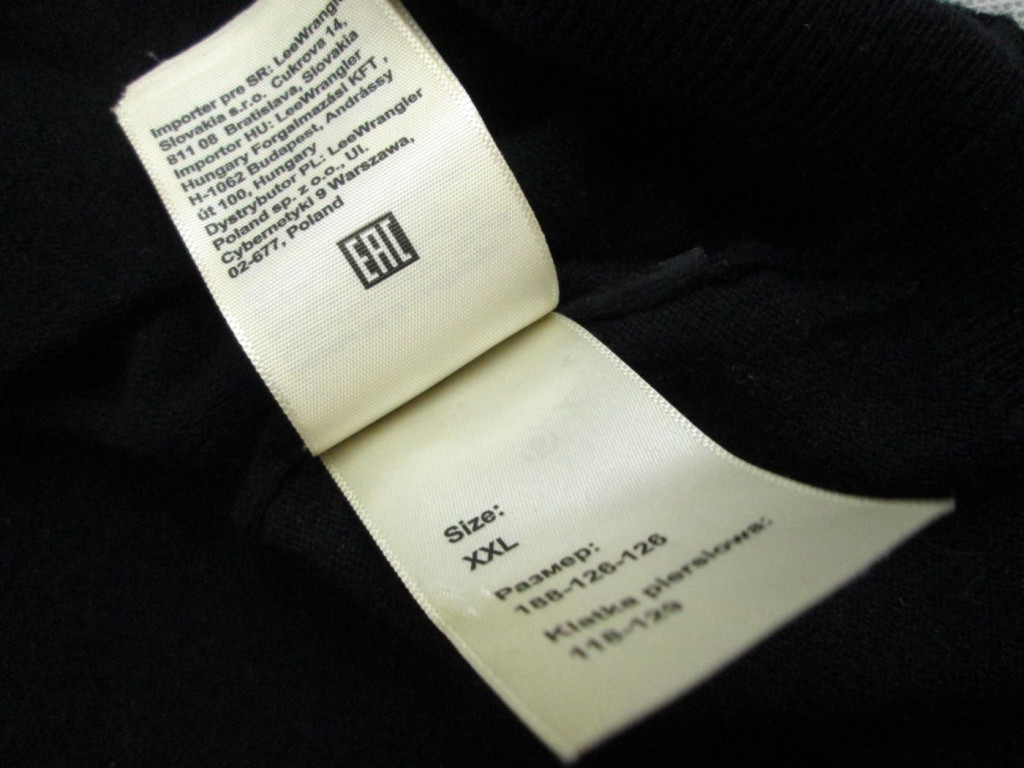 Importer pre SR: LeeWrangle
Slovakia s.r.o. Cukrova 14,
811 08 Bratislava, Slovakia
Importor HU: LeeWrangler
Hungary Forgalmazási KFT,
H-1062 Budapest, Andrássy
út 100, Hungary
Dystrybutor PL: LeeWrangler
Poland sp. z o.o., Ul.
Cybernetyki 9 Warszawa,
02-677, Poland
EAC
Size:
XXL
Размер:
188-126-126
Klatka piersiowa:
118-129